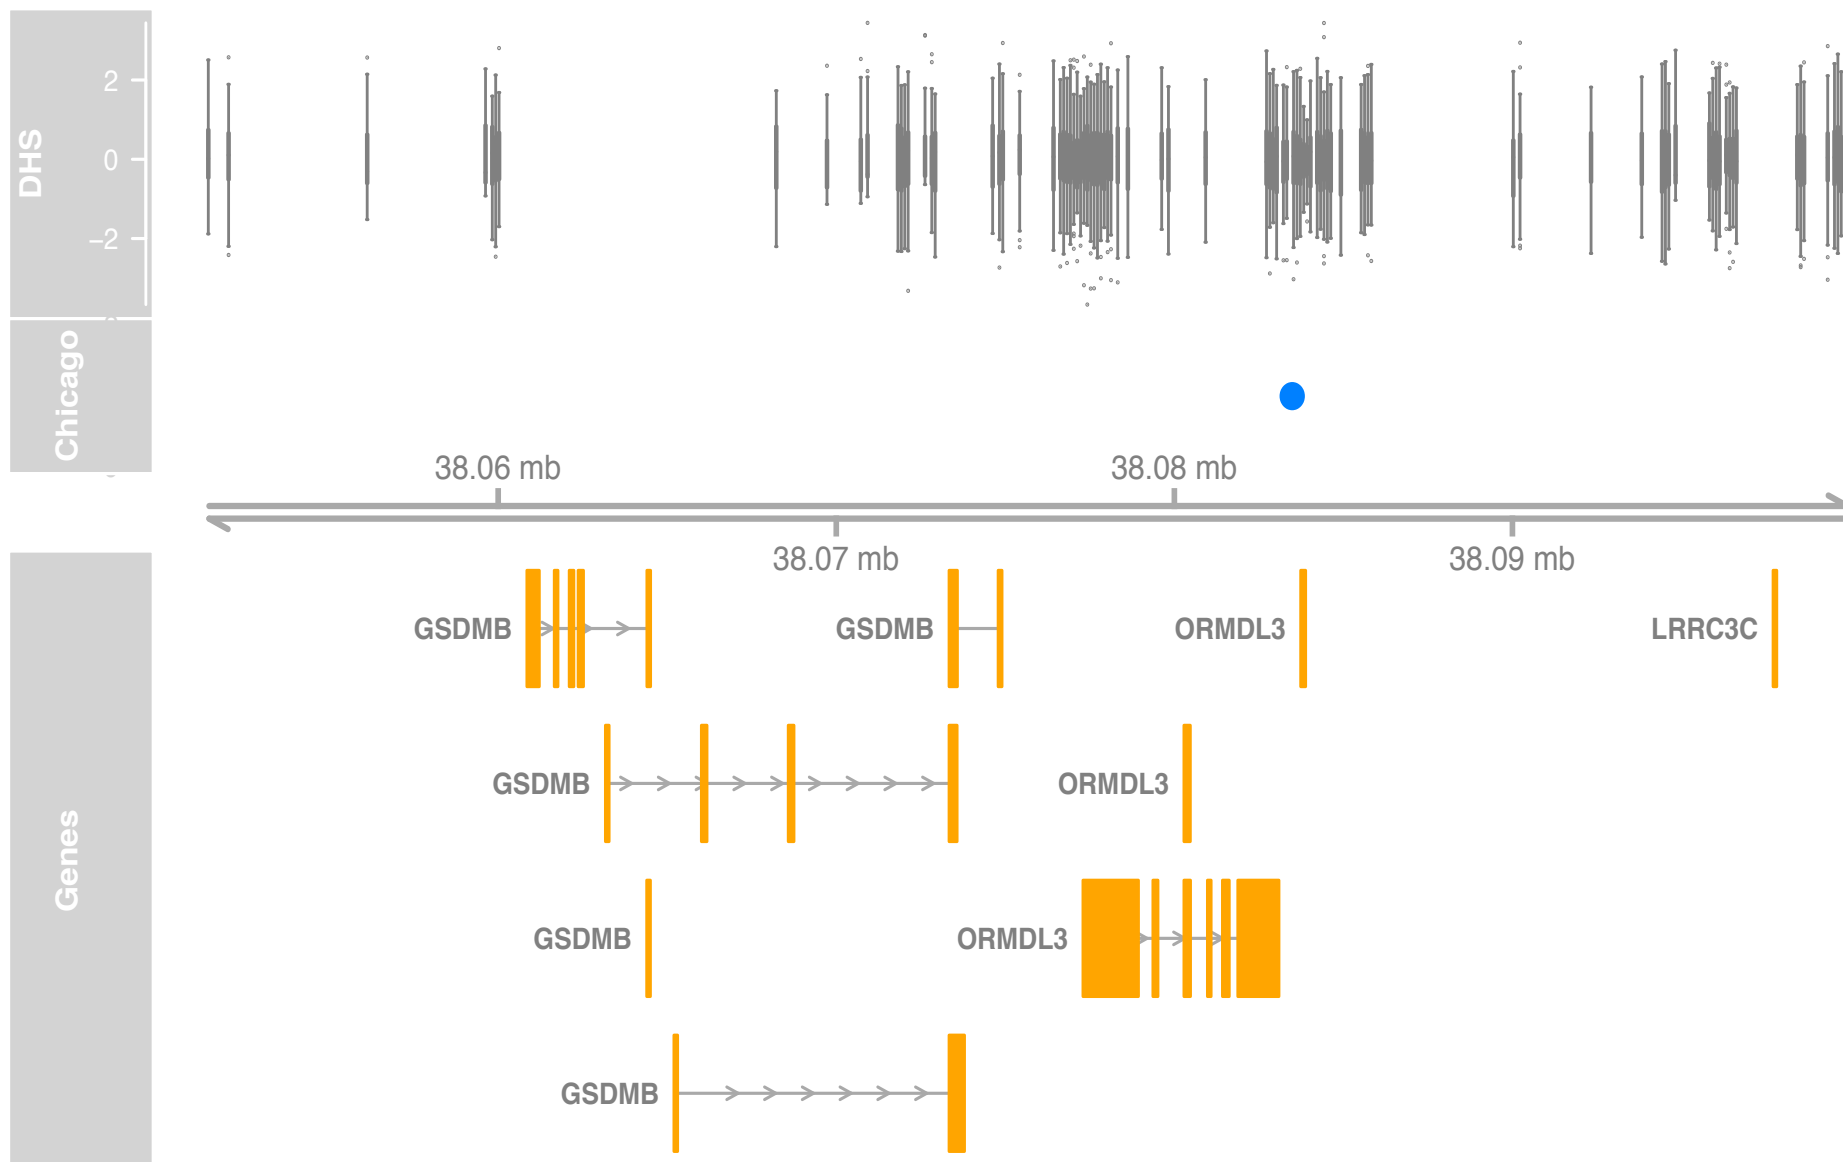 DHS
2
0
−2
Chicago
38.06 mb
38.08 mb
38.07 mb
38.09 mb
Genes
GSDMB
GSDMB
ORMDL3
LRRC3C
GSDMB
ORMDL3
GSDMB
ORMDL3
GSDMB